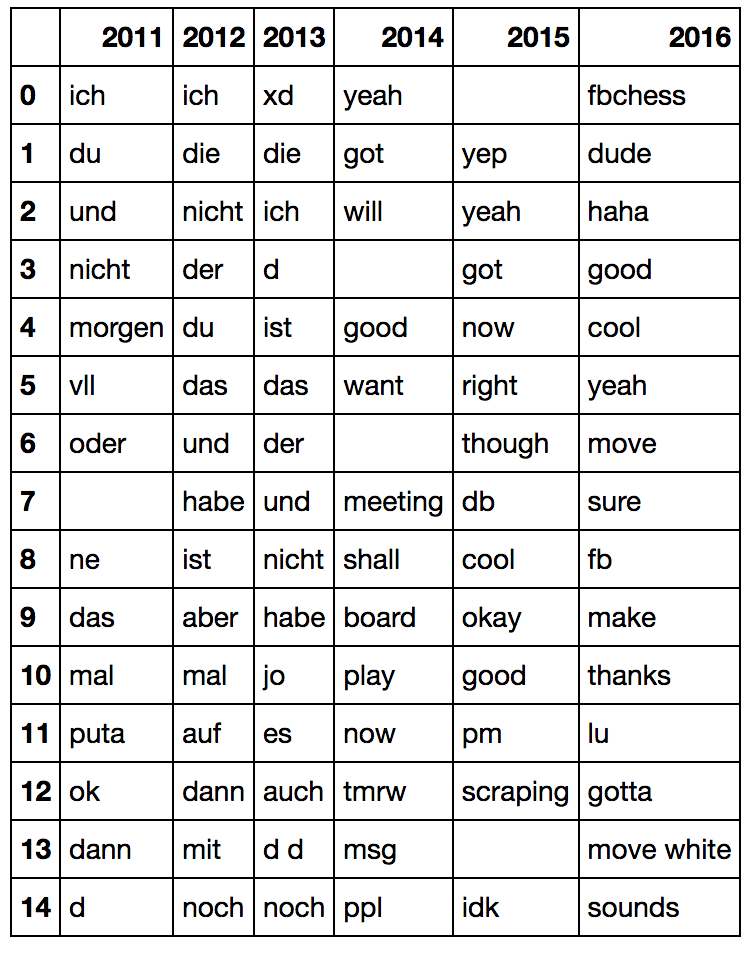 2011 2012 2013 2014 2015 2016
0 ich ich xd yeah fbchess
1 du die die got yep dude
2 und nicht ich will yeah haha
3 nicht der d got good
4 morgen du ist good now cool
5 vll das das want right yeah
6 oder und der though move
7 habe und meeting db sure
8 ne ist nicht shall cool fb
9 das aber habe board okay make
10 mal mal jo play good thanks
11 puta auf es now pm lu
12 ok dann auch tmrw scraping gotta
13 dann mit d d msg move white
14 d noch noch ppl idk sounds